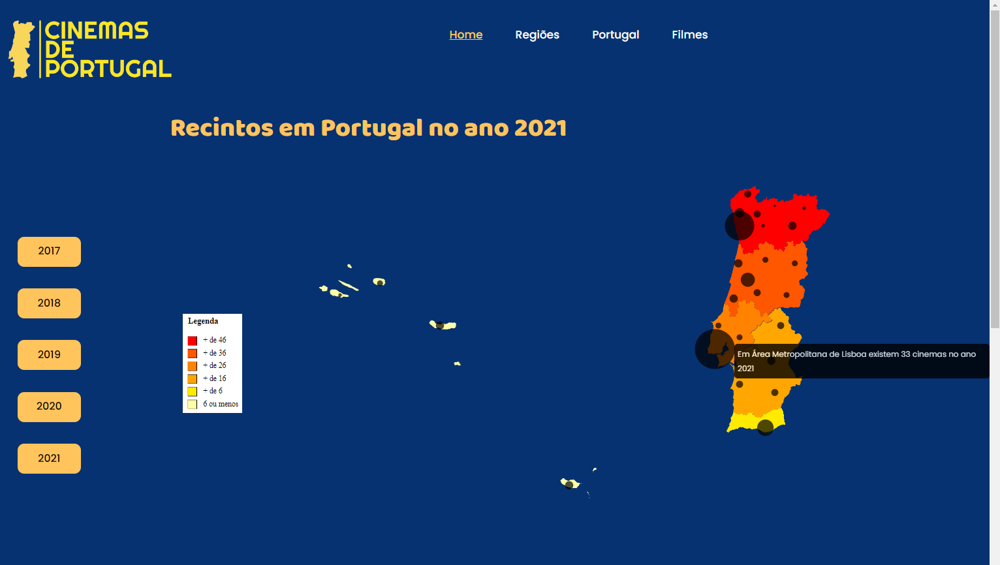 CINEMAS
DE
PORTUGAL
Home Regiões Portugal Filmes
Recintos em Portugal no ano 2021
2017
2018
2019
2020
2021
Legenda
+ de 46
+ de 36
+ de 26
+ de 16
+ de 6
6 ou menos
Em Área Metropolitana de Lisboa existem 33 cinemas no ano
2021